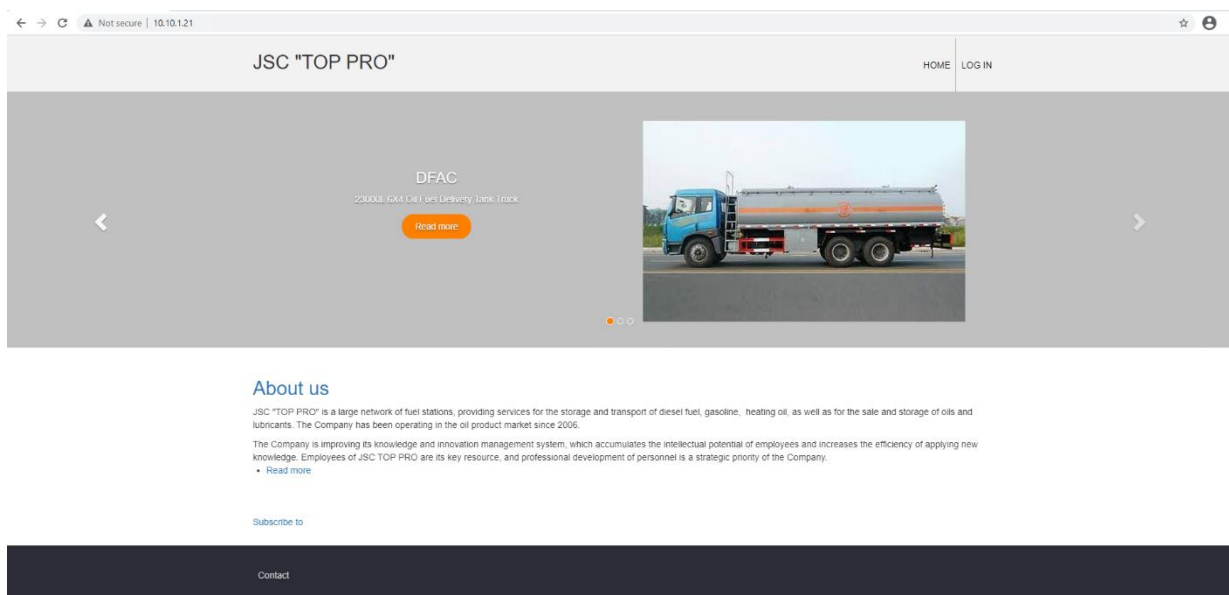 Not secure | 10.10.1.21
JSC "TOP PRO"
HOME
LOG IN
DFAC
23000L 6X4 Oil Fuel Delivery Tank Truck
Read more
About us
JSC "TOP PRO" is a large network of fuel stations, providing services for the storage and transport of diesel fuel, gasoline, heating oil, as well as for the sale and storage of oils and
lubricants. The Company has been operating in the oil product market since 2006.
The Company is improving its knowledge and innovation management system, which accumulates the intellectual potential of employees and increases the efficiency of applying new
knowledge. Employees of JSC TOP PRO are its key resource, and professional development of personnel is a strategic priority of the Company.
• Read more
Subscribe to
Contact